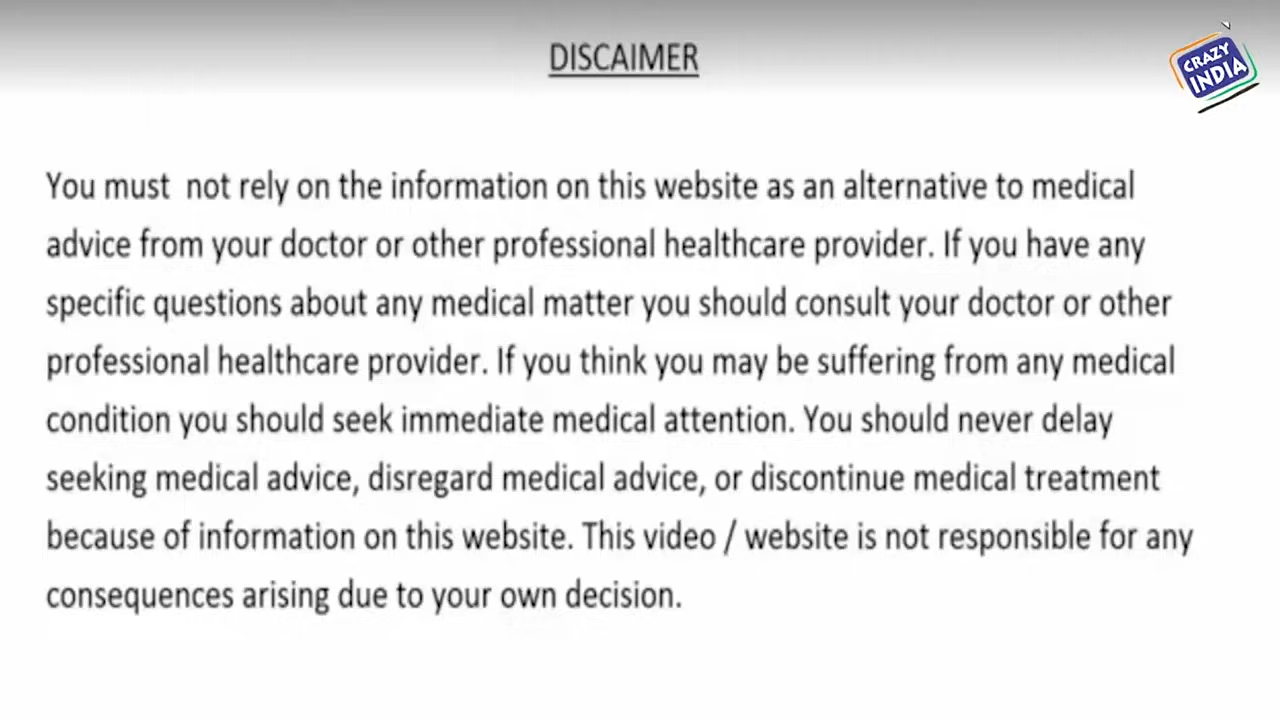 DISCAIMER
CRAZY
INDIA
You must  not rely on the information on this website as an alternative to medical
advice from your doctor or other professional healthcare provider. If you have any
specific questions about any medical matter you should consult your doctor or other
professional healthcare provider. If you think you may be suffering from any medical
condition you should seek immediate medical attention. You should never delay
seeking medical advice, disregard medical advice, or discontinue medical treatment
because of information on this website. This video / website is not responsible for any
consequences arising due to your own decision.